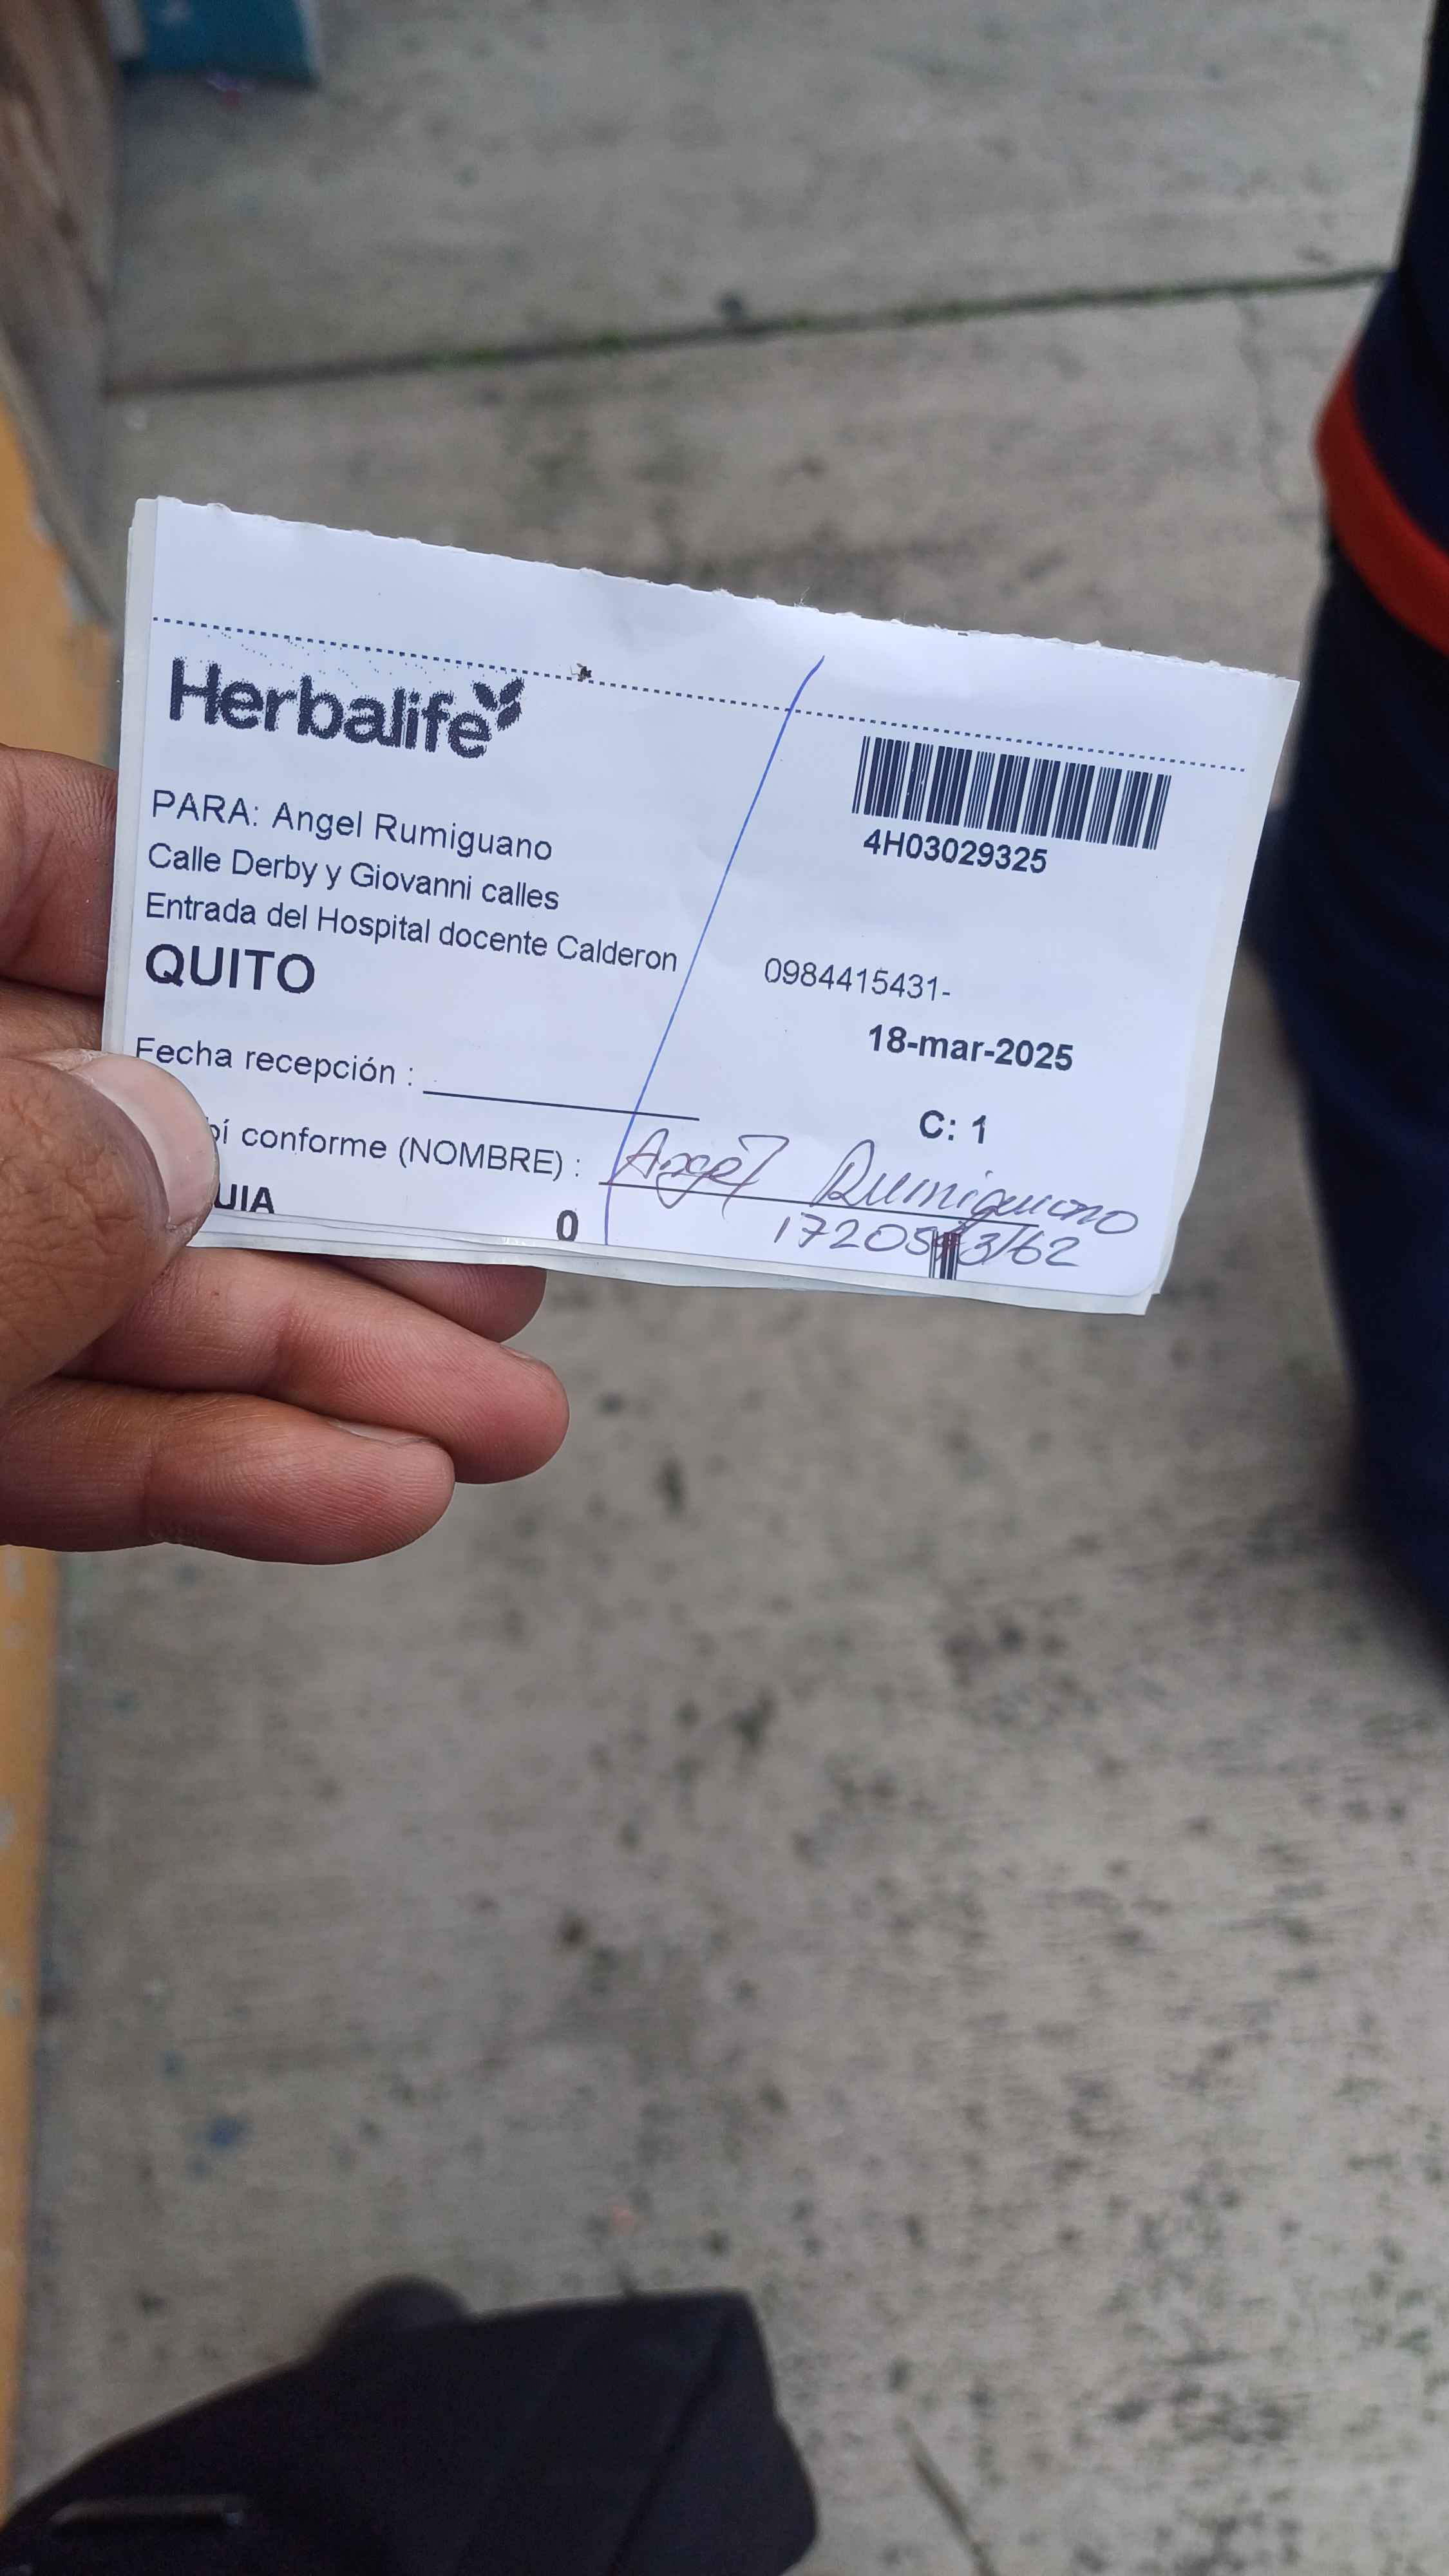 Herbalife
4H03029325
PARA: Angel Rumiguano
Calle Derby y Giovanni calles
Entrada del Hospital docente Calderon
QUITO
0984415431-
18-mar-2025
Fecha recepción :
C: 1
bí conforme (NOMBRE) : Angel Rumiguano
UIA 0